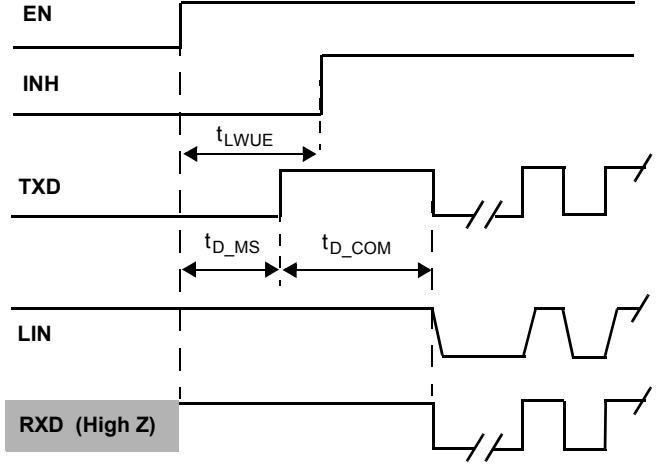 EN
INH
tLWUE
TXD
tD_MS
tD_COM
LIN
RXD (High Z)